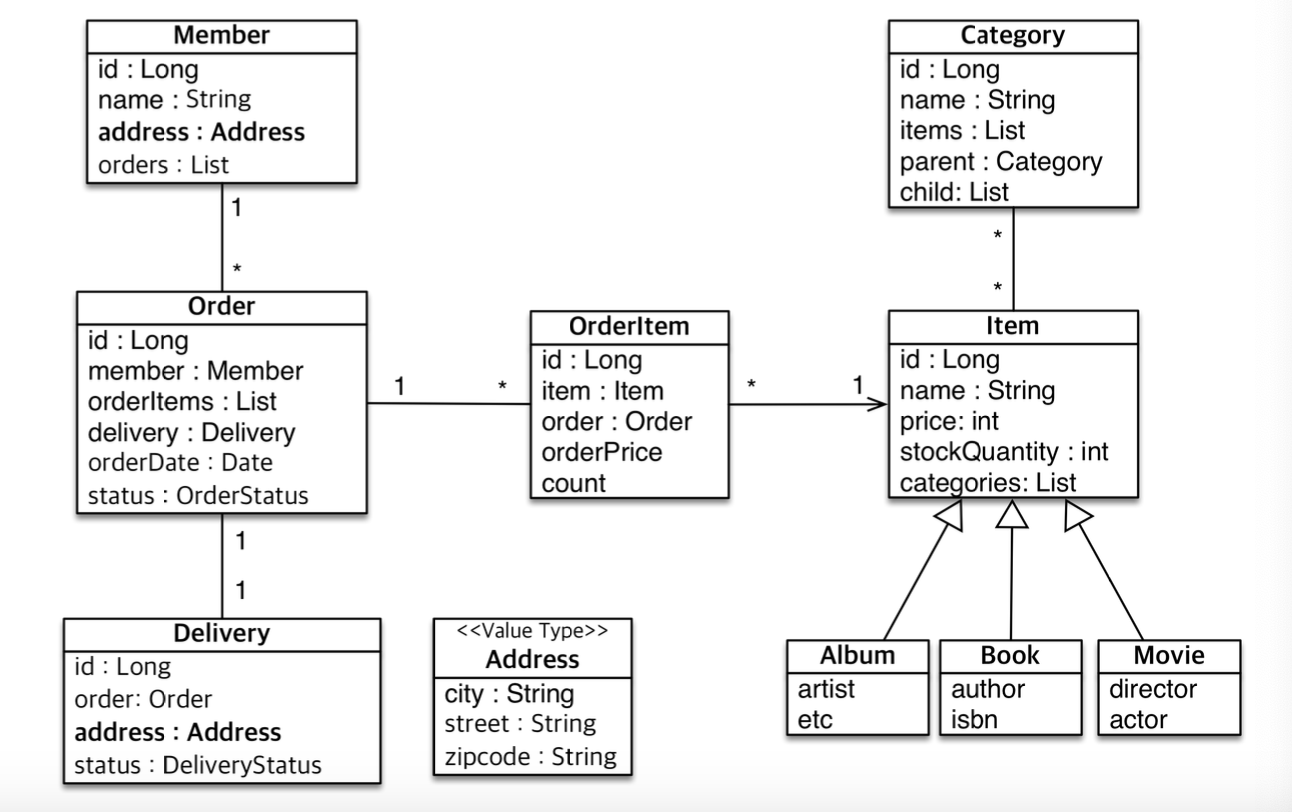 Member
id : Long
name : String
address : Address
orders : List
1
*
Order
id : Long
member : Member
orderItems : List
delivery : Delivery
orderDate : Date
status : OrderStatus
1
*
OrderItem
id : Long
item : Item
order : Order
orderPrice
count
*
1
Category
id : Long
name : String
items : List
parent : Category
child: List
*
*
Item
id : Long
name : String
price: int
stockQuantity : int
categories: List
1
1
Delivery
id : Long
order: Order
address : Address
status : DeliveryStatus
<<Value Type>>
Address
city : String
street : String
zipcode : String
Album
artist
etc
Book
author
isbn
Movie
director
actor